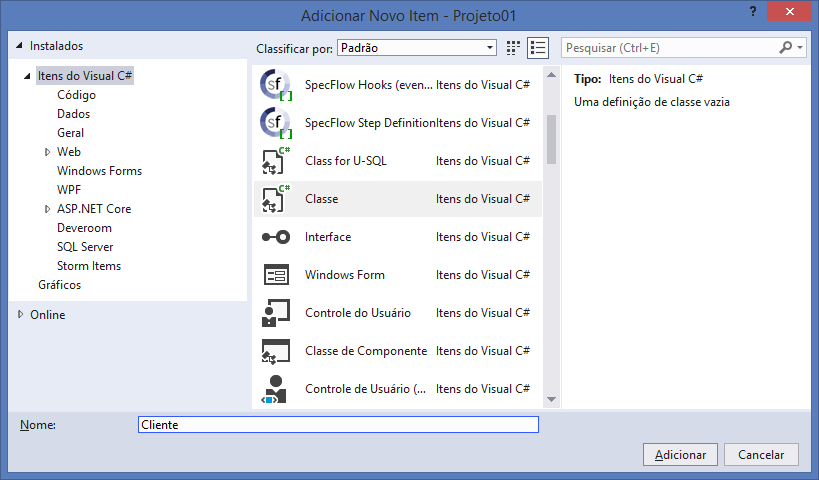 Adicionar Novo Item - Projeto01
?
Instalados
Classificar por: Padrão
Pesquisar (Ctrl+E)
Itens do Visual C#
Código
Dados
Geral
Web
Windows Forms
WPF
ASP.NET Core
Deveroom
SQL Server
Storm Items
Gráficos
Online
SpecFlow Hooks (even... Itens do Visual C#
SpecFlow Step Definition Itens do Visual C#
Class for U-SQL Itens do Visual C#
Classe Itens do Visual C#
Interface Itens do Visual C#
Windows Form Itens do Visual C#
Controle do Usuário Itens do Visual C#
Classe de Componente Itens do Visual C#
Controle de Usuário (... Itens do Visual C#
Tipo: Itens do Visual C#
Uma definição de classe vazia
Nome: Cliente
Adicionar Cancelar